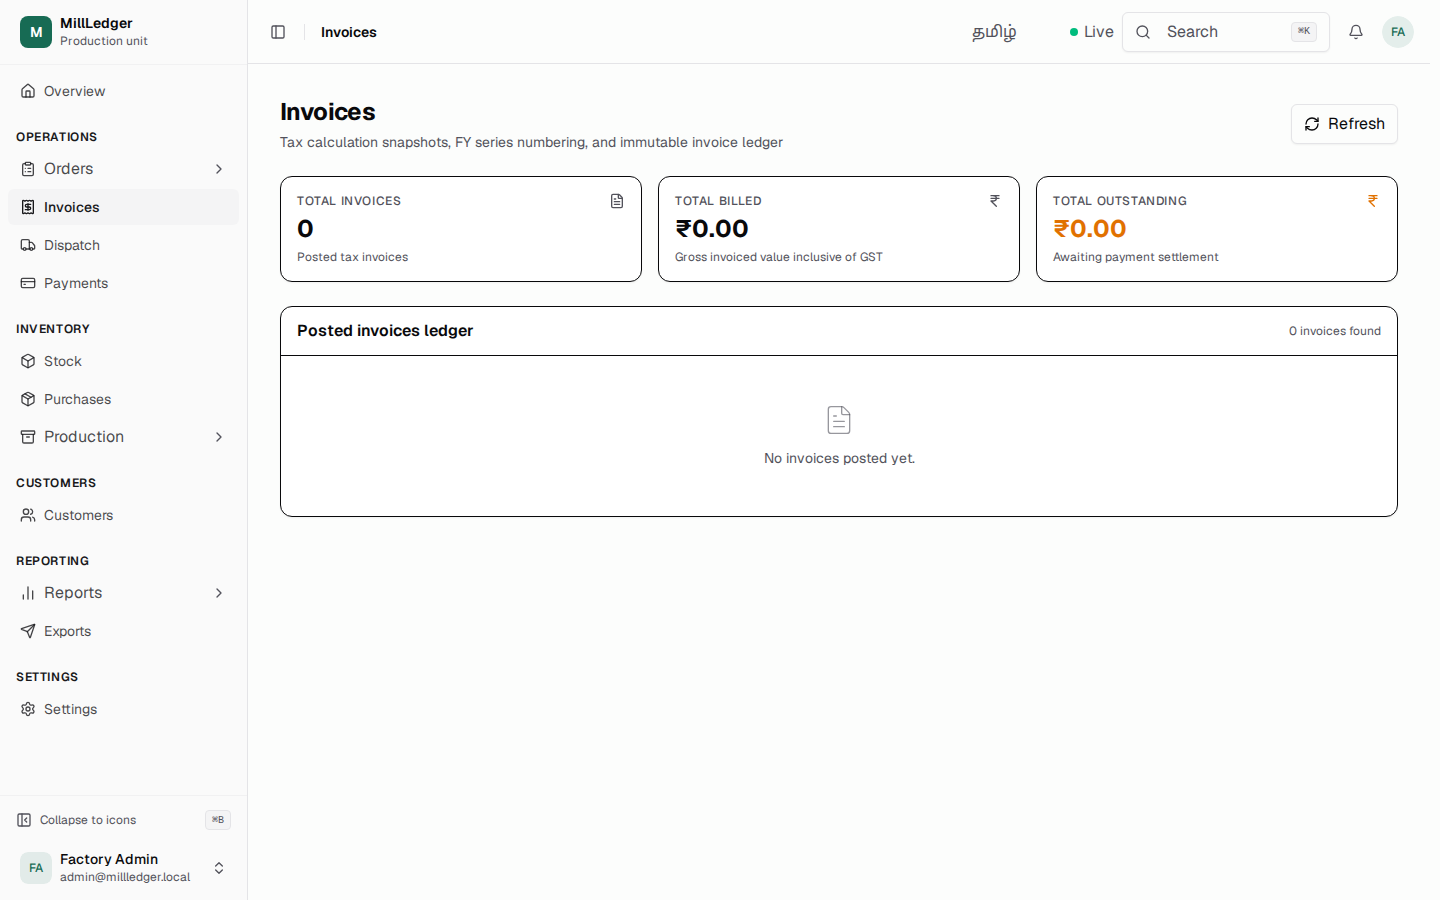 M
MillLedger
Production unit
Overview
OPERATIONS
Orders
Invoices
Dispatch
Payments
INVENTORY
Stock
Purchases
Production
CUSTOMERS
Customers
REPORTING
Reports
Exports
SETTINGS
Settings
Collapse to icons ⌘B
FA
Factory Admin
admin@millledger.local
Invoices
தமிழ்
Live
Search ⌘K
FA
Invoices
Tax calculation snapshots, FY series numbering, and immutable invoice ledger
Refresh
TOTAL INVOICES
0
Posted tax invoices
TOTAL BILLED ₹
₹0.00
Gross invoiced value inclusive of GST
TOTAL OUTSTANDING ₹
₹0.00
Awaiting payment settlement
Posted invoices ledger
0 invoices found
No invoices posted yet.